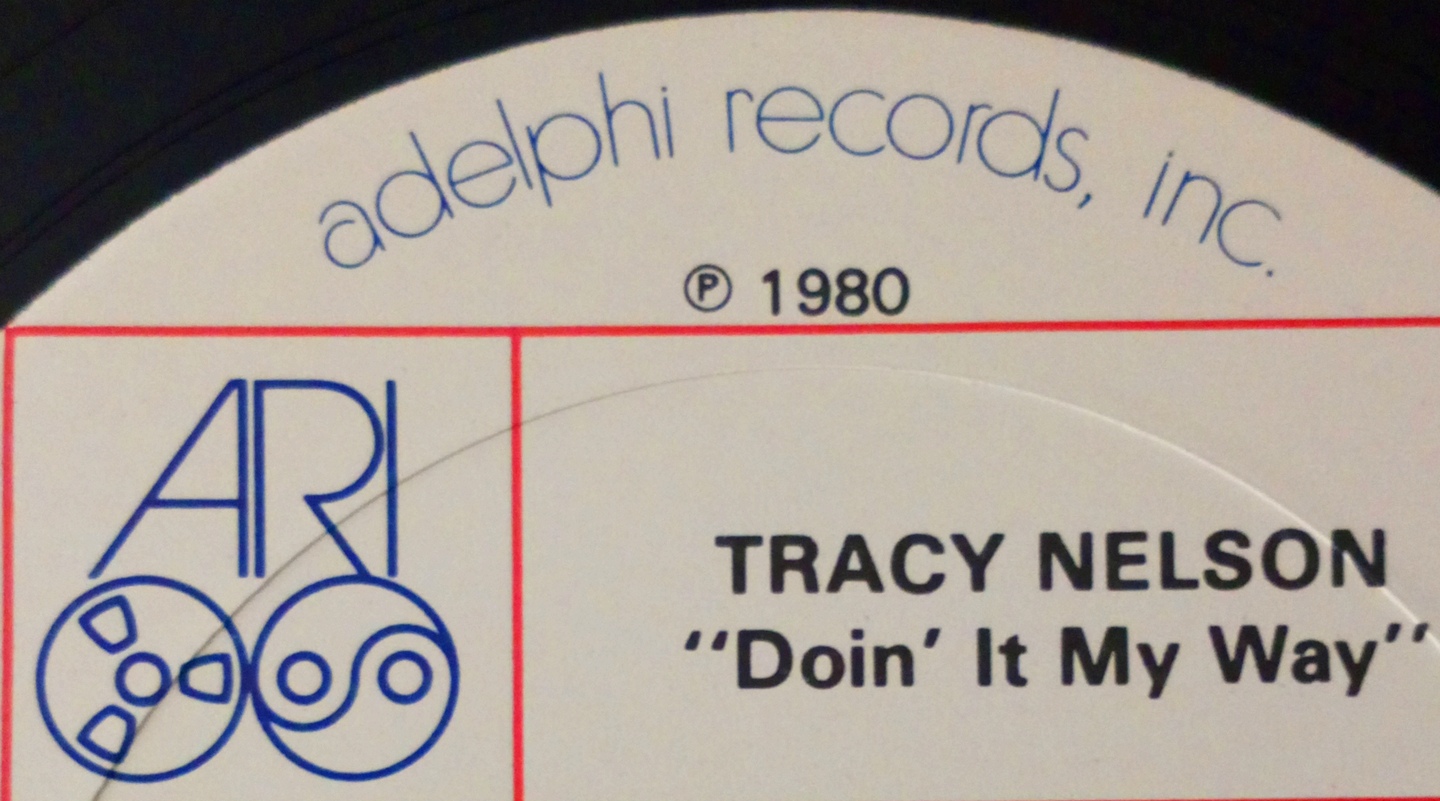 adelphi records, inc.
Ⓟ 1980
ARI
TRACY NELSON
"Doin' It My Way"